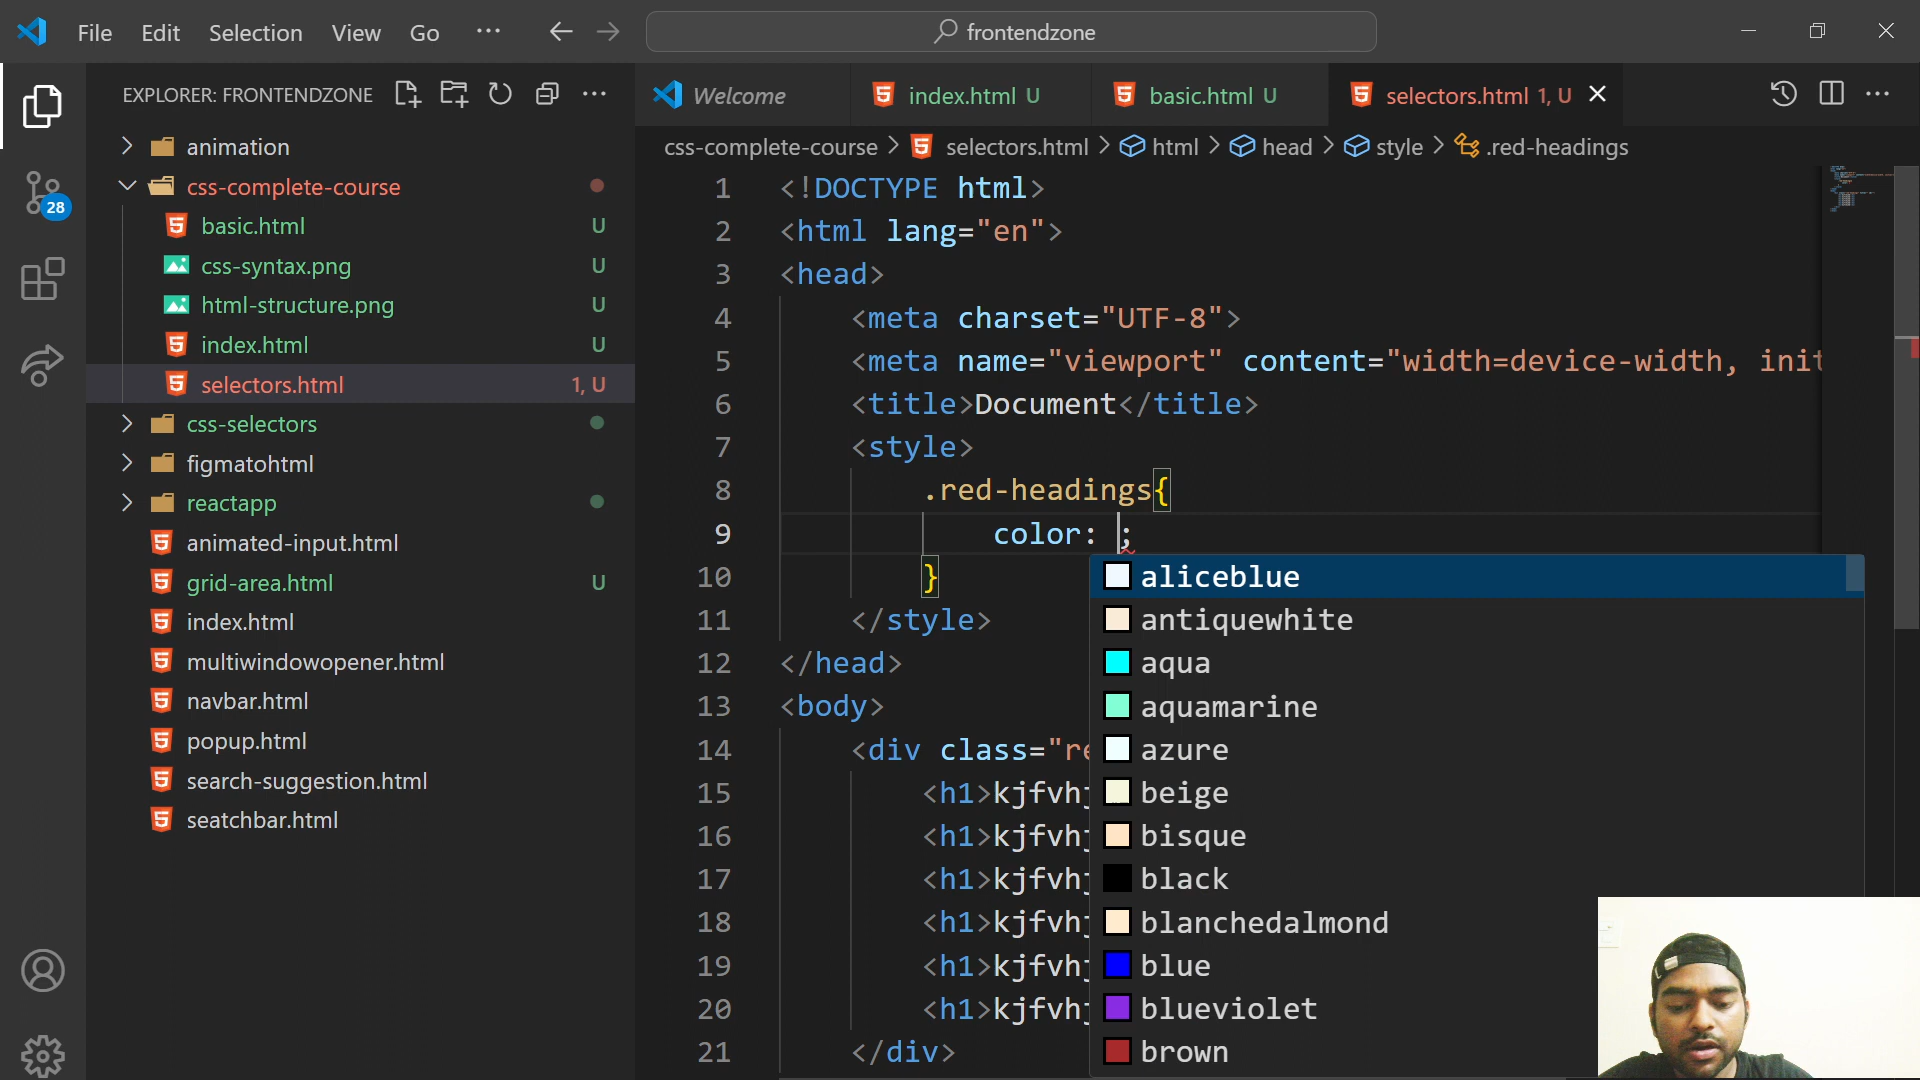 File Edit Selection View Go ··· frontendzone
EXPLORER: FRONTENDZONE
animation
css-complete-course
basic.html U
css-syntax.png U
html-structure.png U
index.html U
selectors.html 1, U
css-selectors
figmatohtml
reactapp
animated-input.html
grid-area.html U
index.html
multiwindowopener.html
navbar.html
popup.html
search-suggestion.html
seatchbar.html
28
Welcome index.html U basic.html U selectors.html 1, U
css-complete-course > selectors.html > html > head > style > .red-headings
1 <!DOCTYPE html>
2 <html lang="en">
3 <head>
4 <meta charset="UTF-8">
5 <meta name="viewport" content="width=device-width, init
6 <title>Document</title>
7 <style>
8 .red-headings{
9 color: ;
10 }
11 </style>
12 </head>
13 <body>
14 <div class="re
15 <h1>kjfvhj
16 <h1>kjfvhj
17 <h1>kjfvhj
18 <h1>kjfvhj
19 <h1>kjfvhj
20 <h1>kjfvhj
21 </div>
aliceblue
antiquewhite
aqua
aquamarine
azure
beige
bisque
black
blanchedalmond
blue
blueviolet
brown